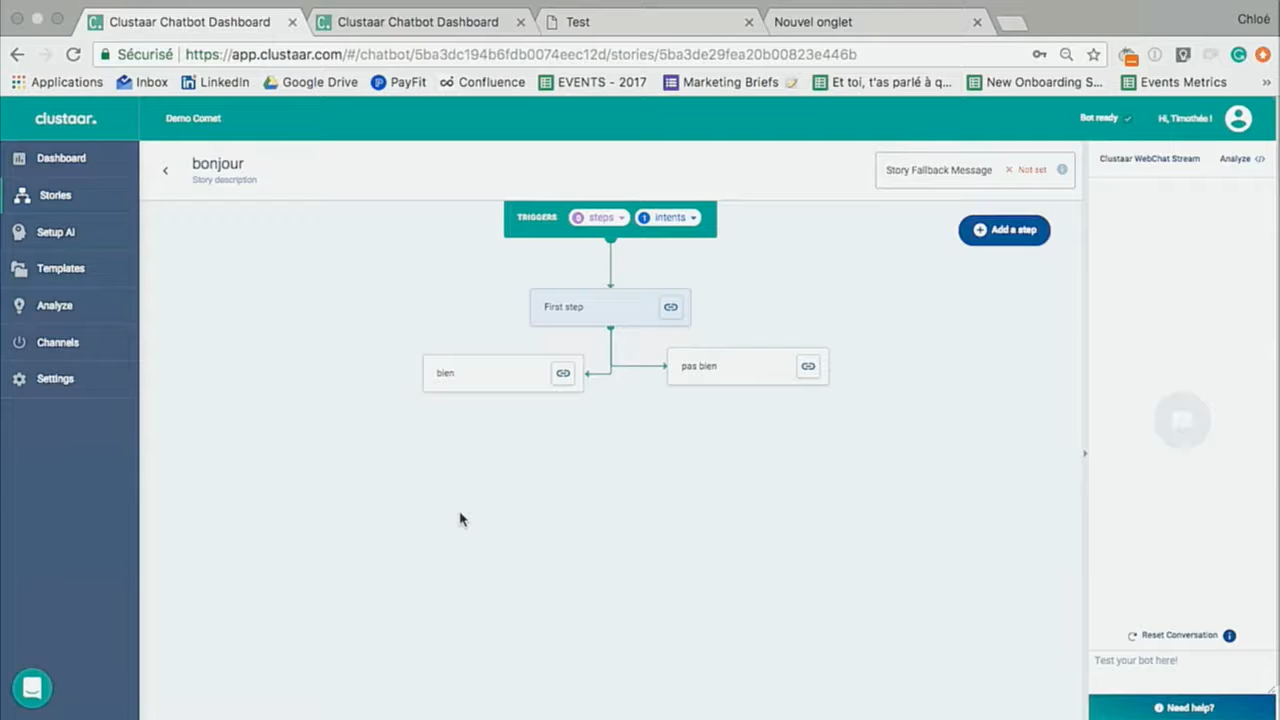 Clustaar Chatbot Dashboard
Clustaar Chatbot Dashboard
Test
Nouvel onglet
Chloé
Sécurisé https://app.clustaar.com/#/chatbot/5ba3dc194b6fdb0074eec12d/stories/5ba3de29fea20b00823e446b
Applications Inbox LinkedIn Google Drive PayFit Confluence EVENTS - 2017 Marketing Briefs Et toi, t'as parlé à q... New Onboarding S... Events Metrics »
clustaar.
Demo Comet
Bot ready
Hi, Timothée !
Dashboard
Stories
Setup AI
Templates
Analyze
Channels
Settings
bonjour
Story description
Story Fallback Message × Not set
TRIGGERS 0 steps 1 intents
Add a step
First step
bien
pas bien
Clustaar WebChat Stream
Analyze </>
Reset Conversation
Test your bot here!
Need help?